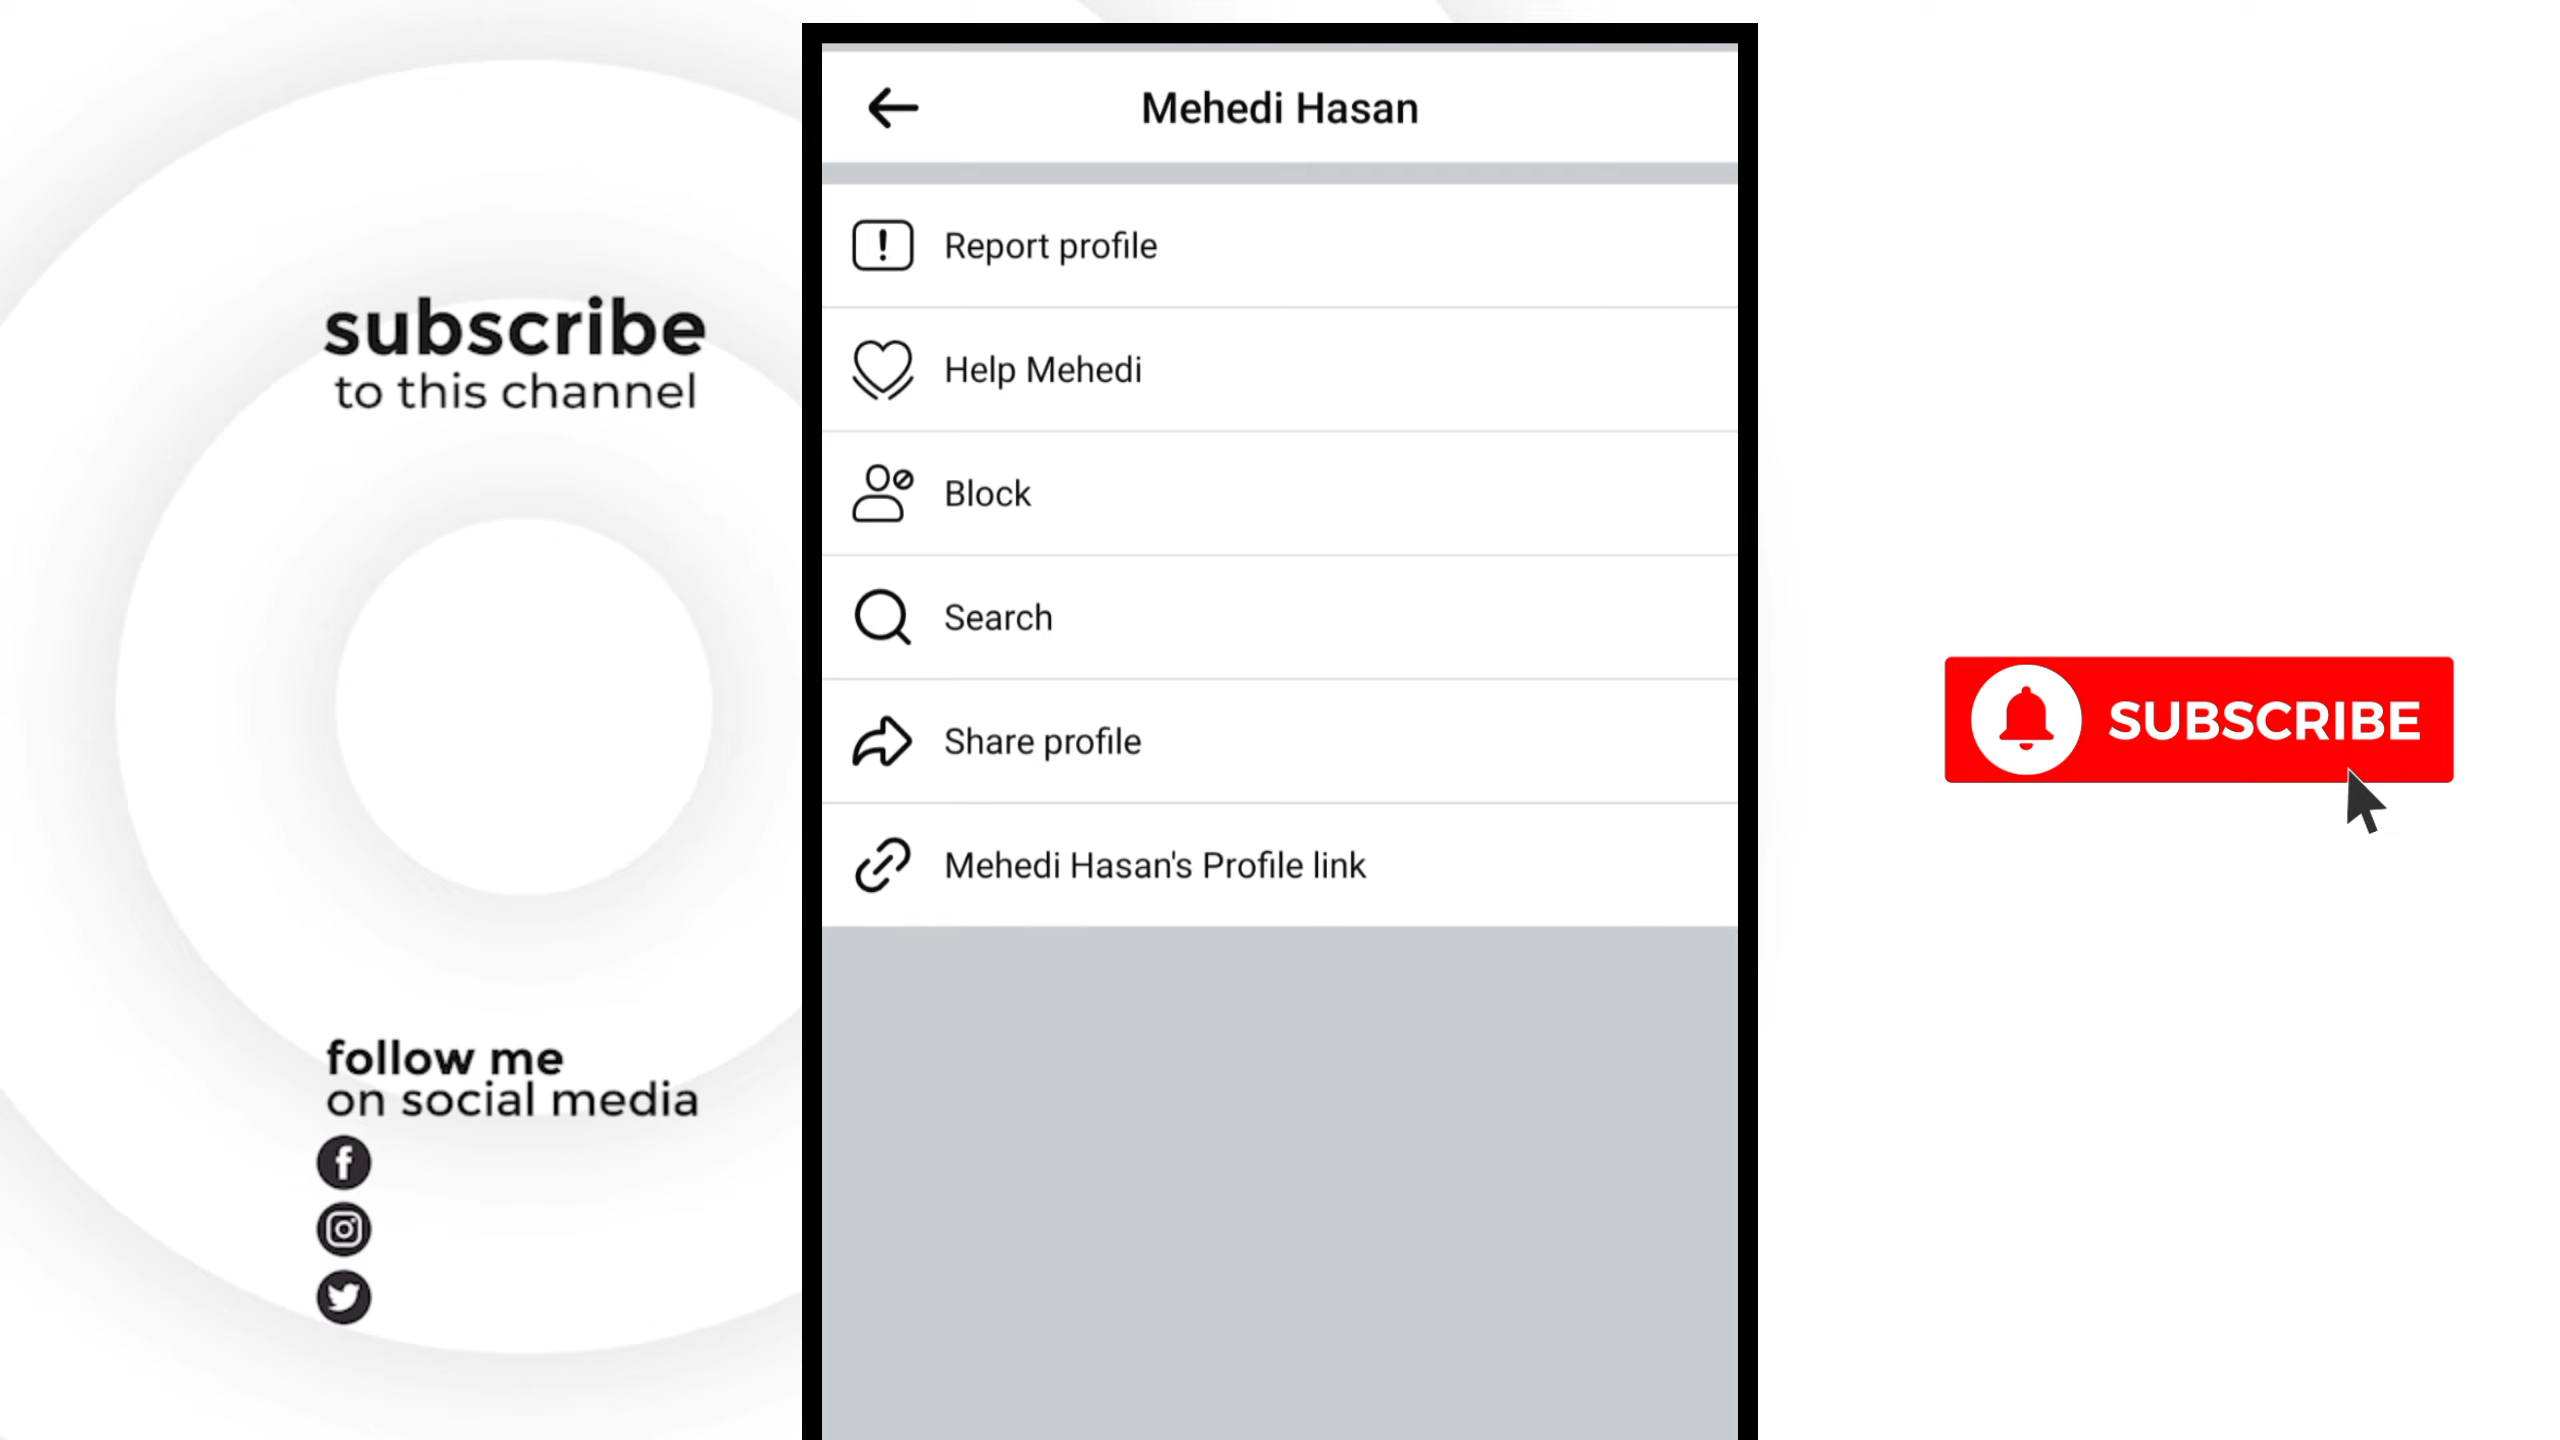 subscribe
to this channel
follow me
on social media
Mehedi Hasan
Report profile
Help Mehedi
Block
Search
Share profile
Mehedi Hasan's Profile link
SUBSCRIBE